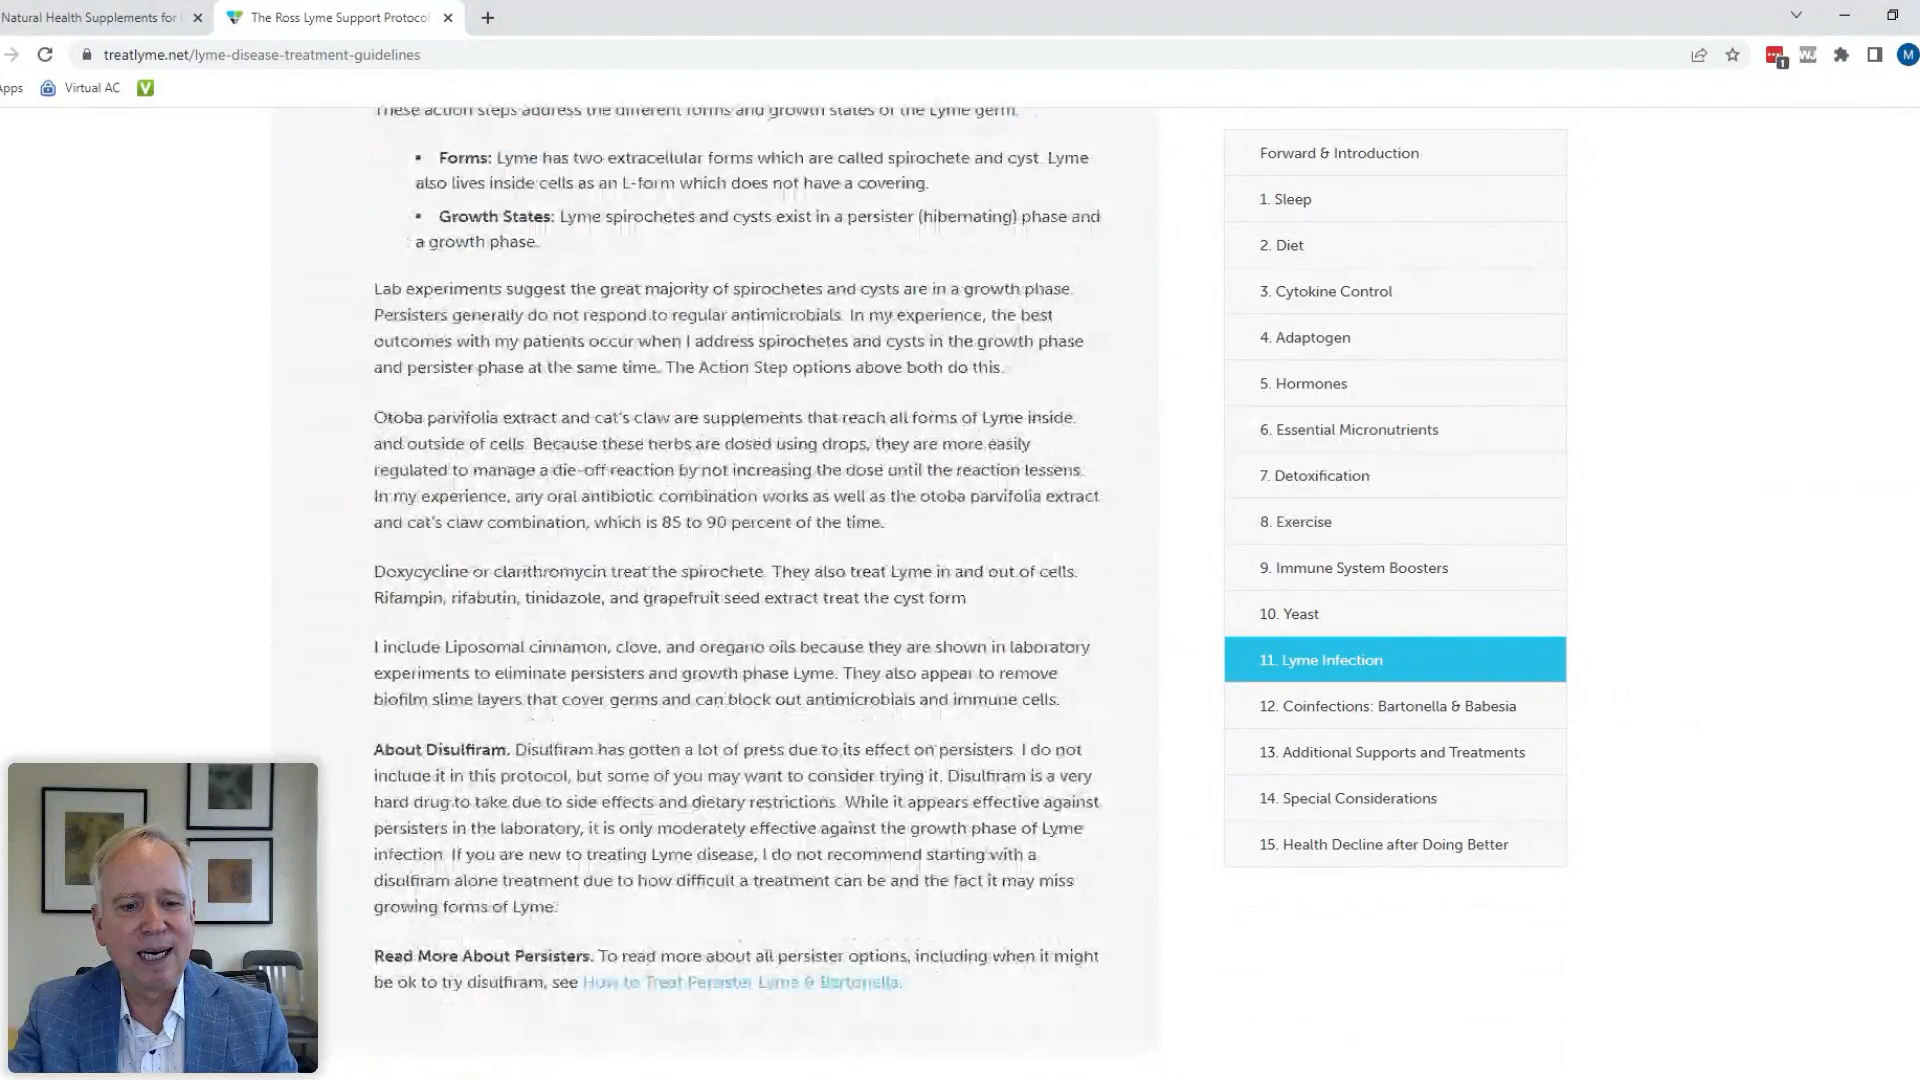 Natural Health Supplements for
The Ross Lyme Support Protocol
treatlyme.net/lyme-disease-treatment-guidelines
1
WJ
M
Apps
Virtual AC
V
These action steps address the different forms and growth states of the Lyme germ.
Forms: Lyme has two extracellular forms which are called spirochete and cyst. Lyme
also lives inside cells as an L-form which does not have a covering.
Growth States: Lyme spirochetes and cysts exist in a persister (hibernating) phase and
a growth phase.
Lab experiments suggest the great majority of spirochetes and cysts are in a growth phase.
Persisters generally do not respond to regular antimicrobials. In my experience, the best
outcomes with my patients occur when I address spirochetes and cysts in the growth phase
and persister phase at the same time. The Action Step options above both do this.
Otoba parvifolia extract and cat's claw are supplements that reach all forms of Lyme inside
and outside of cells. Because these herbs are dosed using drops, they are more easily
regulated to manage a die-off reaction by not increasing the dose until the reaction lessens.
In my experience, any oral antibiotic combination works as well as the otoba parvifolia extract
and cat's claw combination, which is 85 to 90 percent of the time.
Doxycycline or clarithromycin treat the spirochete. They also treat Lyme in and out of cells.
Rifampin, rifabutin, tinidazole, and grapefruit seed extract treat the cyst form
I include Liposomal cinnamon, clove, and oregano oils because they are shown in laboratory
experiments to eliminate persisters and growth phase Lyme. They also appear to remove
biofilm slime layers that cover germs and can block out antimicrobials and immune cells.
About Disulfiram. Disulfiram has gotten a lot of press due to its effect on persisters. I do not
include it in this protocol, but some of you may want to consider trying it. Disulfiram is a very
hard drug to take due to side effects and dietary restrictions. While it appears effective against
persisters in the laboratory, it is only moderately effective against the growth phase of Lyme
infection. If you are new to treating Lyme disease, I do not recommend starting with a
disulfiram alone treatment due to how difficult a treatment can be and the fact it may miss
growing forms of Lyme.
Read More About Persisters. To read more about all persister options, including when it might
be ok to try disulfiram, see How to Treat Persister Lyme & Bartonella.
Forward & Introduction
1. Sleep
2. Diet
3. Cytokine Control
4. Adaptogen
5. Hormones
6. Essential Micronutrients
7. Detoxification
8. Exercise
9. Immune System Boosters
10. Yeast
11. Lyme Infection
12. Coinfections: Bartonella & Babesia
13. Additional Supports and Treatments
14. Special Considerations
15. Health Decline after Doing Better